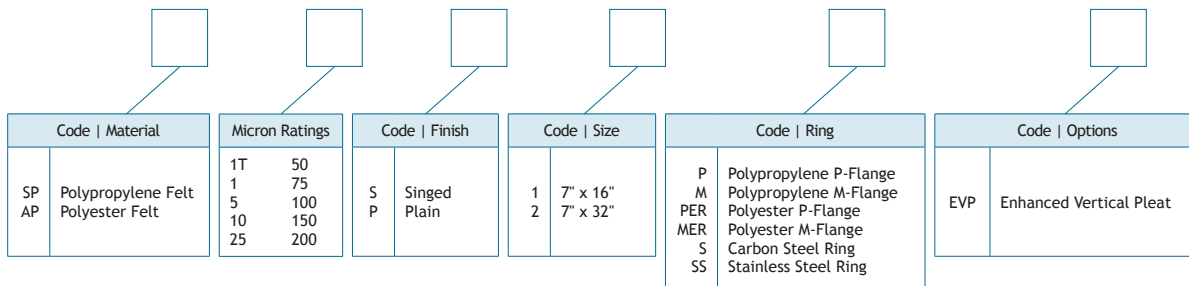 Code | Material
SP Polypropylene Felt
AP Polyester Felt
Micron Ratings
1T 50
1 75
5 100
10 150
25 200
Code | Finish
S Singed
P Plain
Code | Size
1 7" x 16"
2 7" x 32"
Code | Ring
P Polypropylene P-Flange
M Polypropylene M-Flange
PER Polyester P-Flange
MER Polyester M-Flange
S Carbon Steel Ring
SS Stainless Steel Ring
Code | Options
EVP Enhanced Vertical Pleat